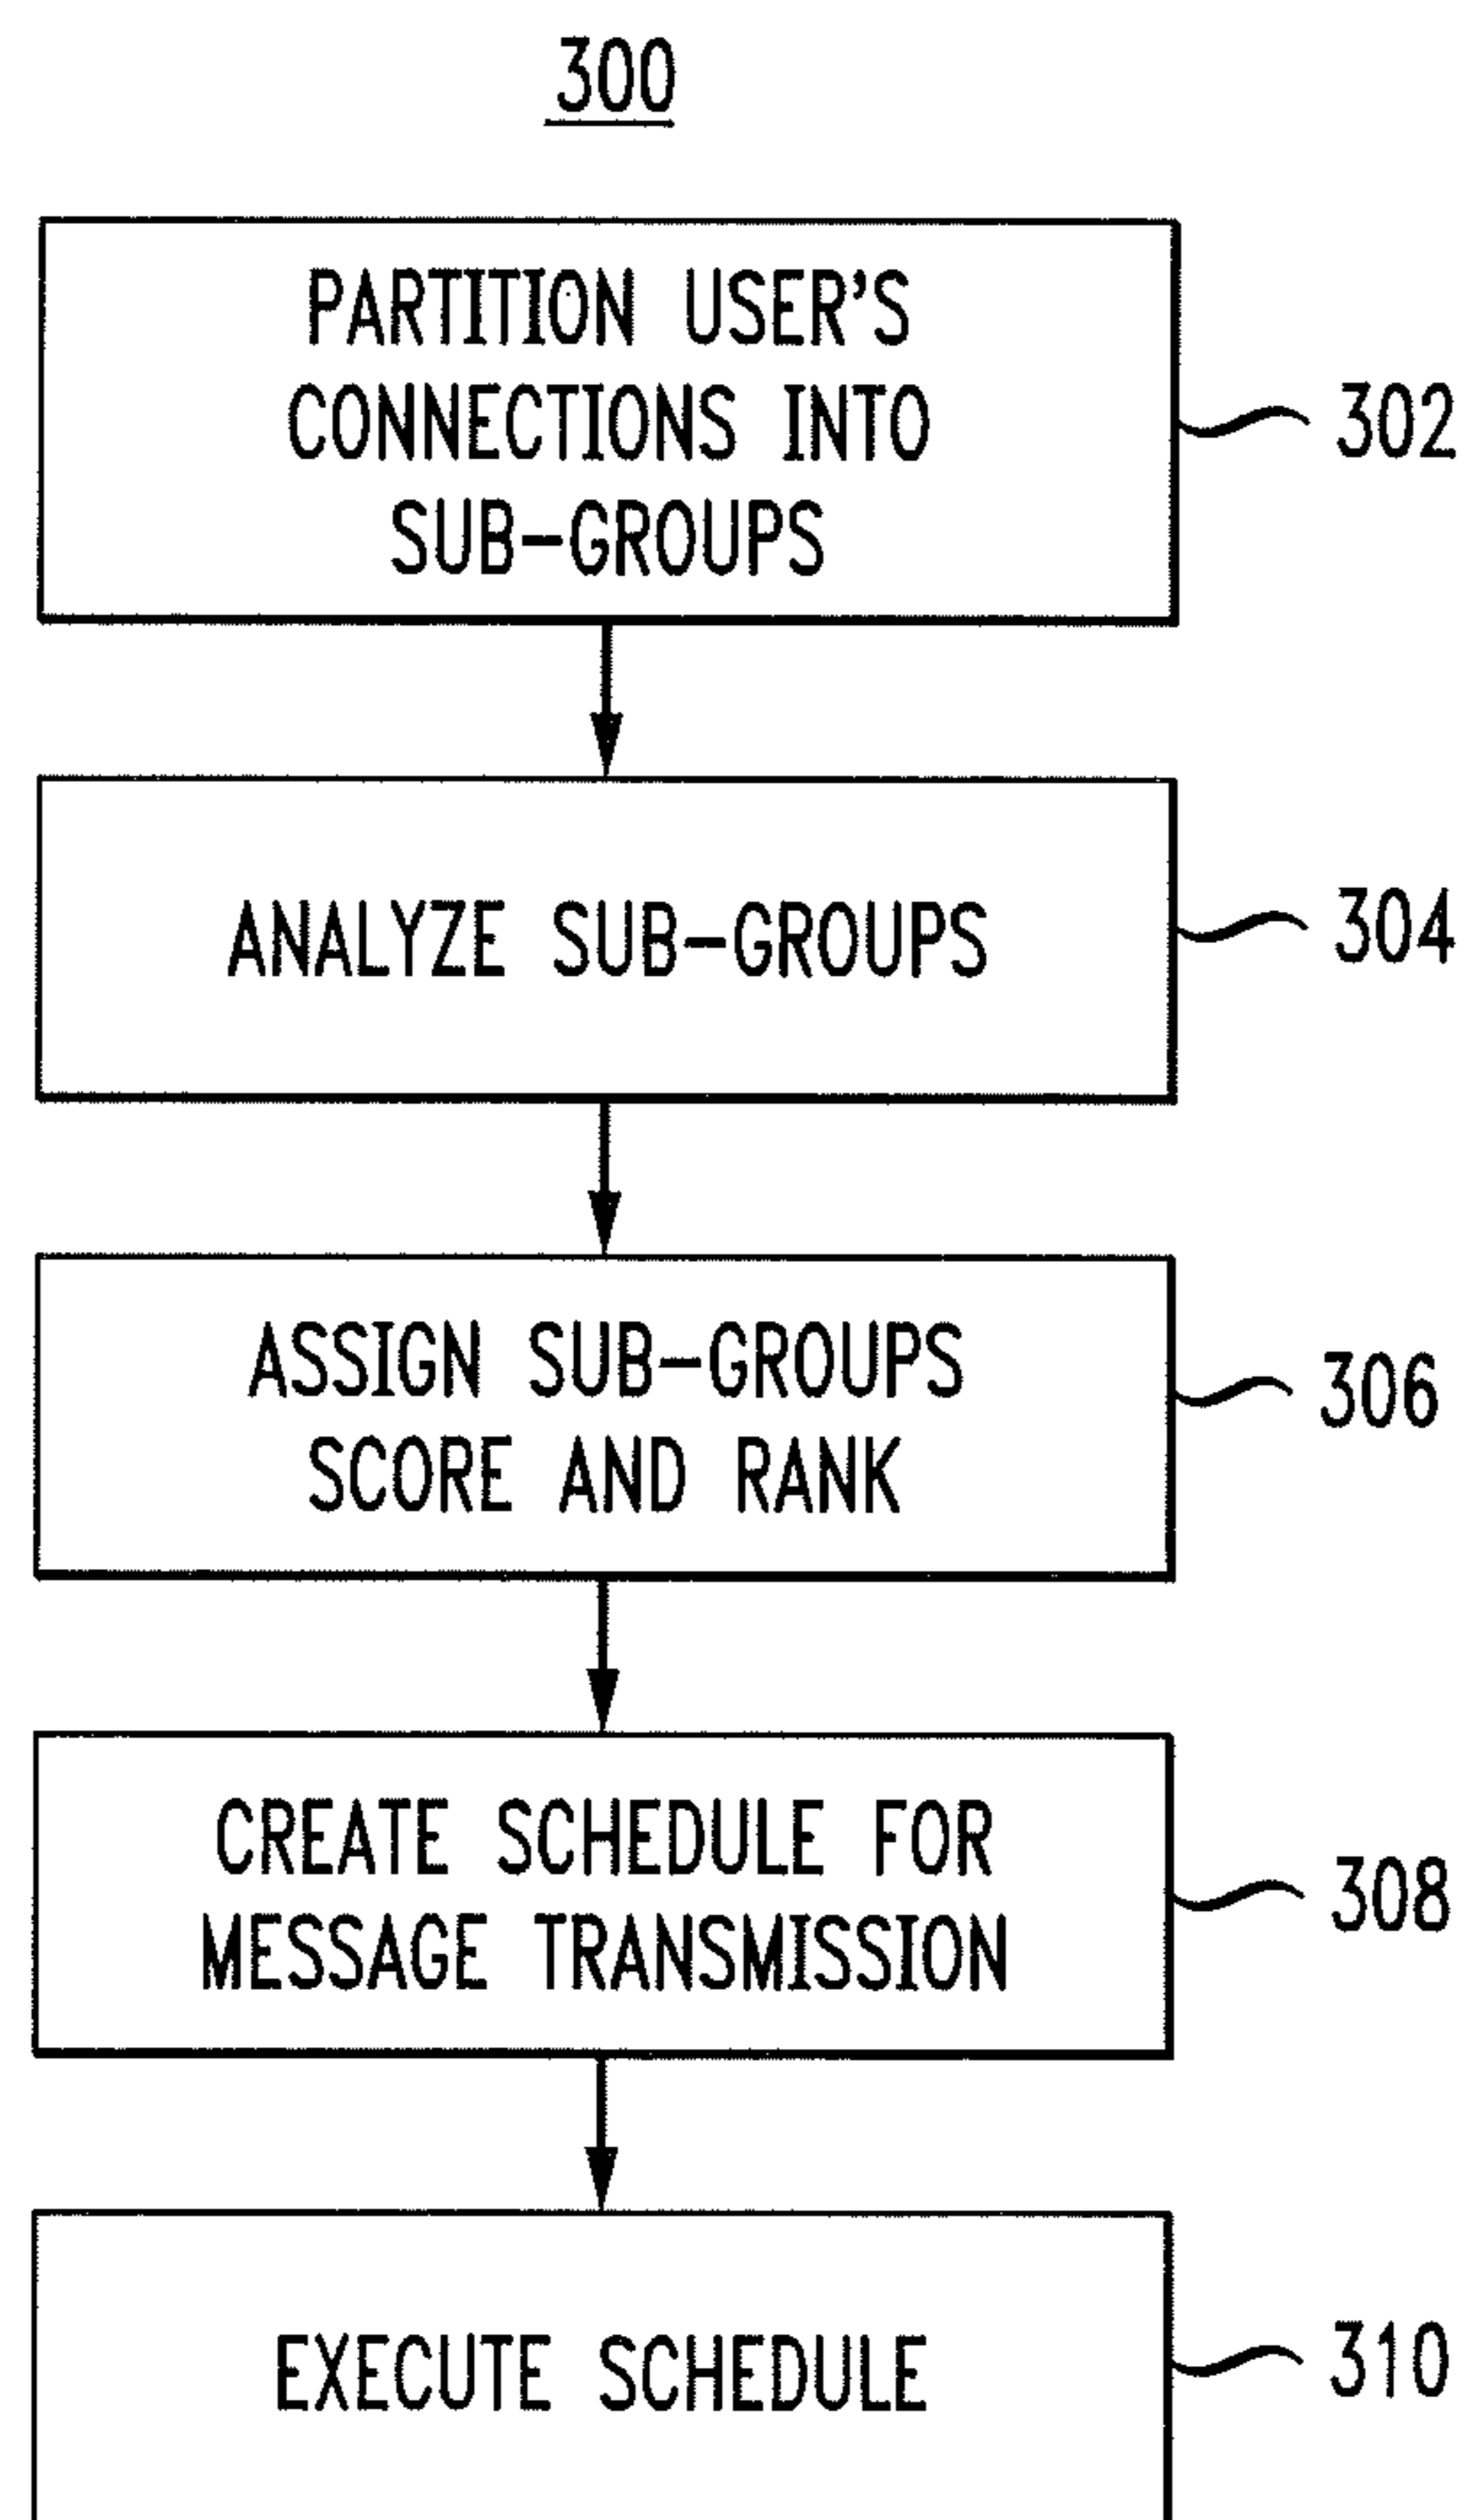 300
PARTITION USER'S
CONNECTIONS INTO
SUB-GROUPS
302
ANALYZE SUB-GROUPS
304
ASSIGN SUB-GROUPS
SCORE AND RANK
306
CREATE SCHEDULE FOR
MESSAGE TRANSMISSION
308
EXECUTE SCHEDULE
310